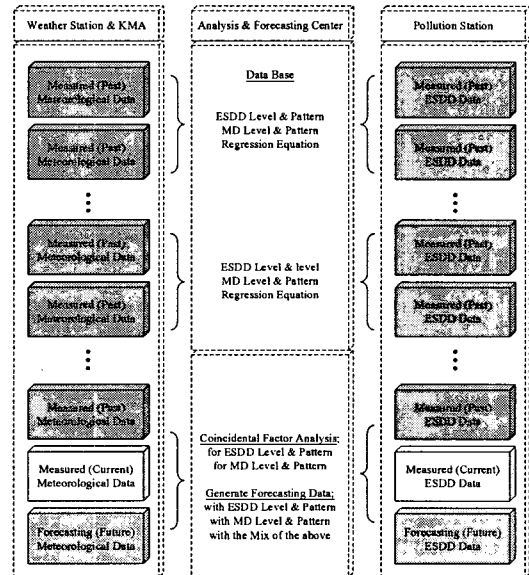 Weather Station & KMA
Measured (Past)
Meteorological Data
Measured (Past)
Meteorological Data
Measured (Past)
Meteorological Data
Measured (Past)
Meteorological Data
Measured (Past)
Meteorological Data
Measured (Current)
Meteorological Data
Forecasting (Future)
Meteorological Data
Analysis & Forecasting Center
Data Base
ESDD Level & Pattern
MD Level & Pattern
Regression Equation
ESDD Level & level
MD Level & Pattern
Regression Equation
Coincidental Factor Analysis;
for ESDD Level & Pattern
for MD Level & Pattern
Generate Forecasting Data;
with ESDD Level & Pattern
with MD Level & Pattern
with the Mix of the above
Pollution Station
Measured (Past)
ESDD Data
Measured (Past)
ESDD Data
Measured (Past)
ESDD Data
Measured (Past)
ESDD Data
Measured (Past)
ESDD Data
Measured (Current)
ESDD Data
Forecasting (Future)
ESDD Data